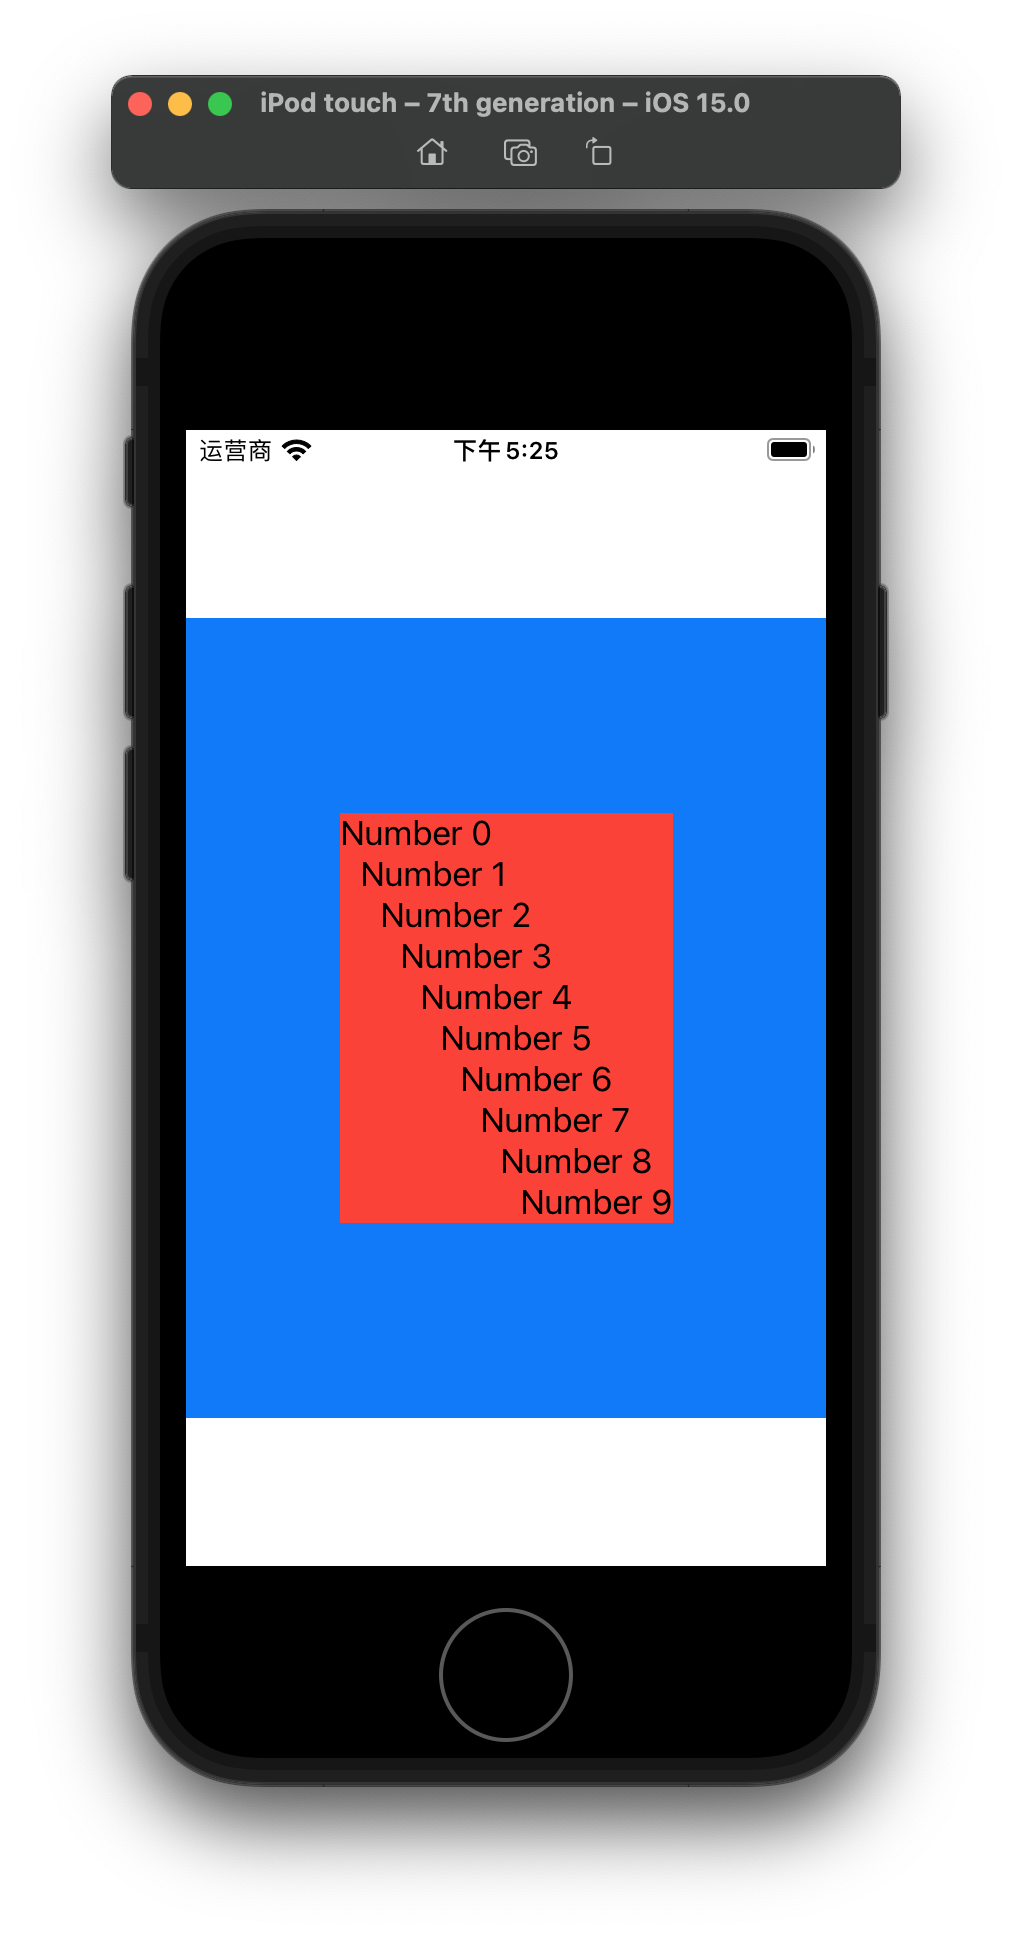 iPod touch – 7th generation – iOS 15.0
运营商 下午5:25
Number 0
Number 1
Number 2
Number 3
Number 4
Number 5
Number 6
Number 7
Number 8
Number 9